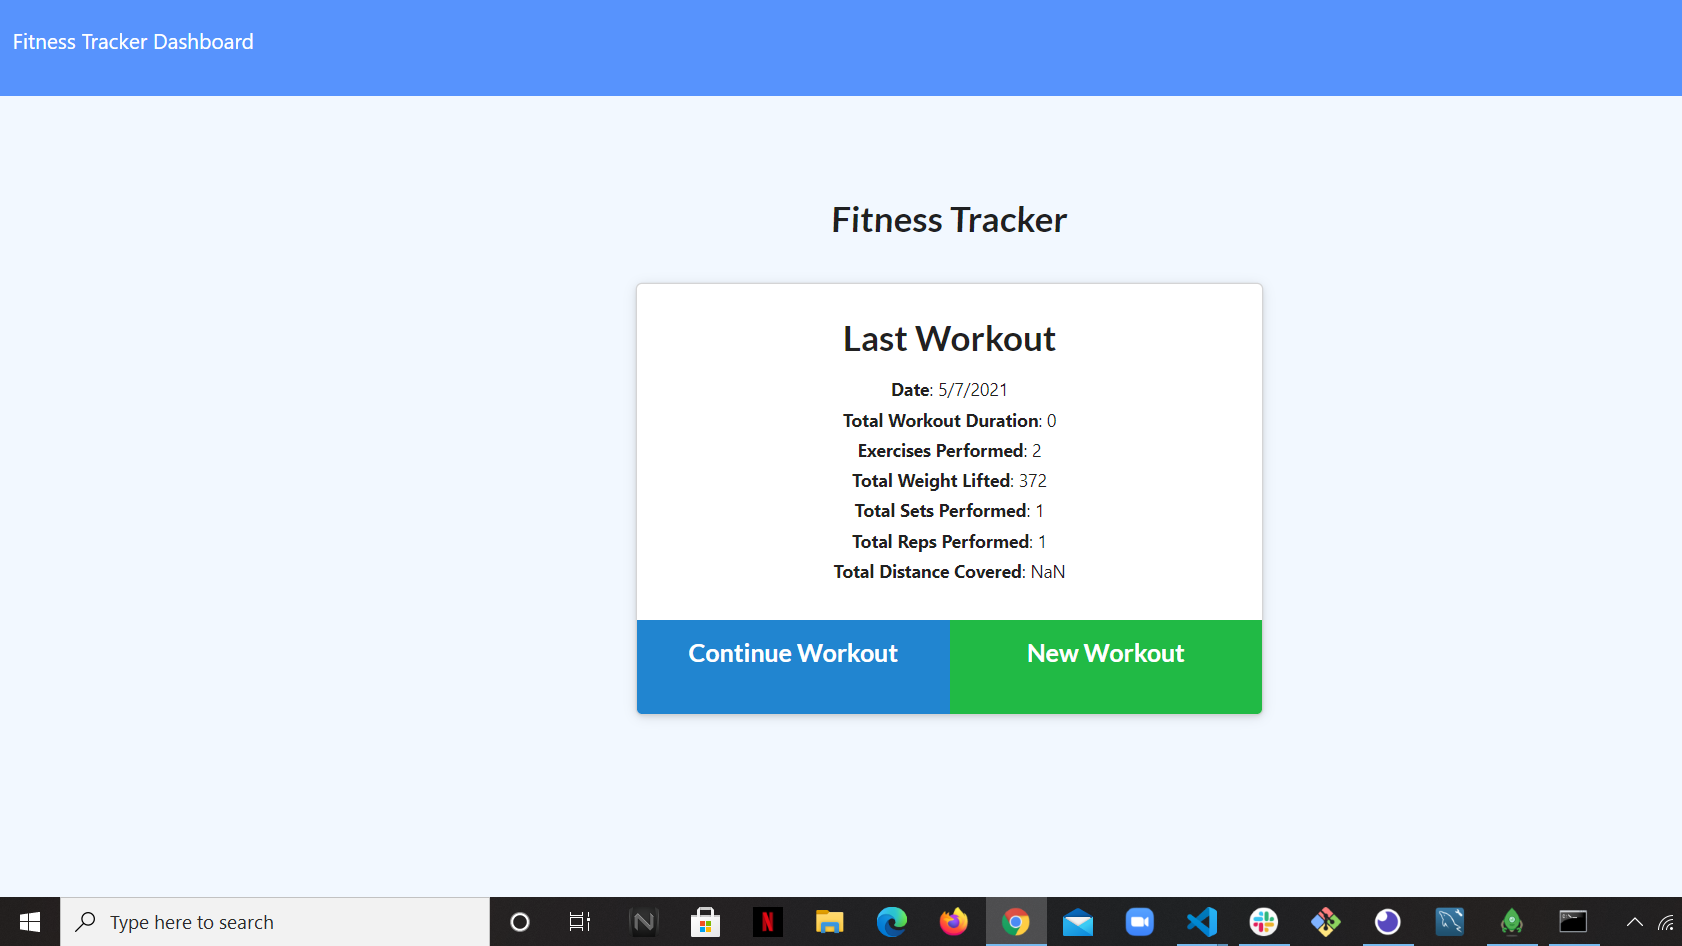 Fitness Tracker Dashboard
Fitness Tracker
Last Workout
Date: 5/7/2021
Total Workout Duration: 0
Exercises Performed: 2
Total Weight Lifted: 372
Total Sets Performed: 1
Total Reps Performed: 1
Total Distance Covered: NaN
Continue Workout New Workout
Type here to search